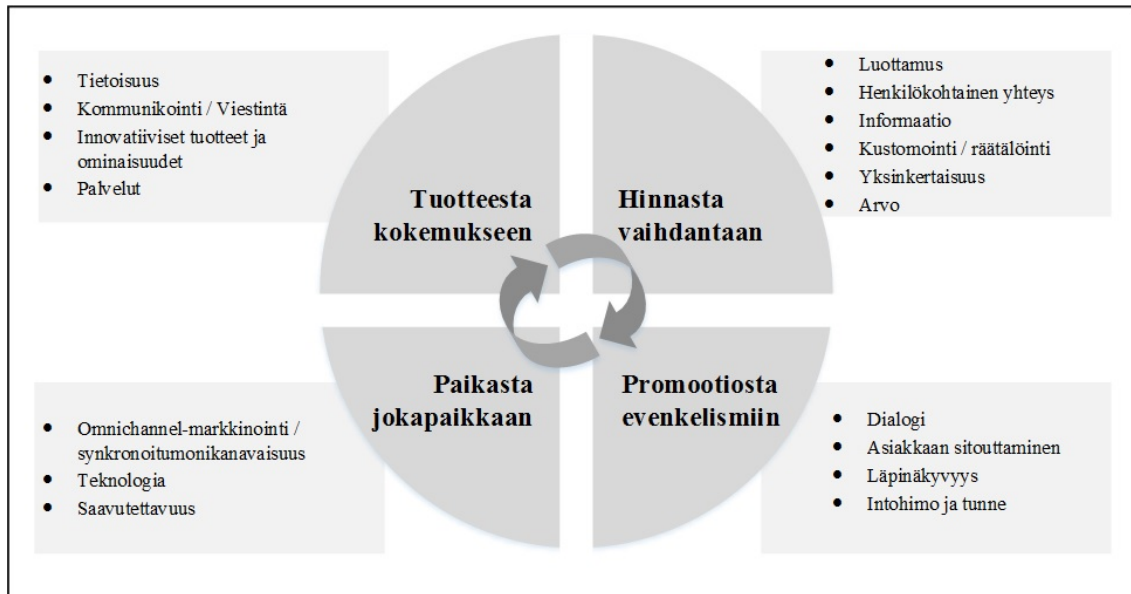 • Tietoisuus
• Kommunikointi / Viestintä
• Innovatiiviset tuotteet ja
ominaisuudet
• Palvelut
• Luottamus
• Henkilökohtainen yhteys
• Informaatio
• Kustomointi / räätälöinti
• Yksinkertaisuus
• Arvo
Tuotteesta
kokemukseen
Hinnasta
vaihdantaan
Paikasta
jokapaikkaan
Promootiosta
evenkelismiin
• Omnichannel-markkinointi /
synkronoitumonikanavaisuus
• Teknologia
• Saavutettavuus
• Dialogi
• Asiakkaan sitouttaminen
• Läpinäkyvyys
• Intohimo ja tunne